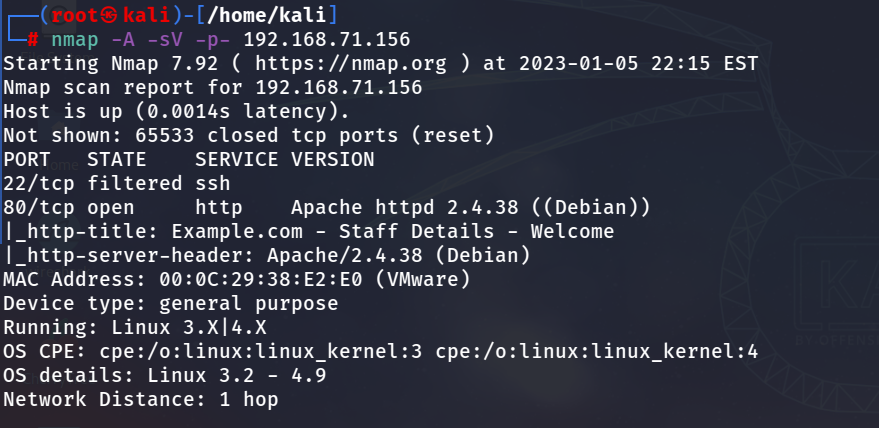 ┌──(root㉿kali)-[/home/kali]
└─# nmap -A -sV -p- 192.168.71.156
Starting Nmap 7.92 ( https://nmap.org ) at 2023-01-05 22:15 EST
Nmap scan report for 192.168.71.156
Host is up (0.0014s latency).
Not shown: 65533 closed tcp ports (reset)
PORT   STATE    SERVICE VERSION
22/tcp filtered ssh
80/tcp open     http    Apache httpd 2.4.38 ((Debian))
|_http-title: Example.com - Staff Details - Welcome
|_http-server-header: Apache/2.4.38 (Debian)
MAC Address: 00:0C:29:38:E2:E0 (VMware)
Device type: general purpose
Running: Linux 3.X|4.X
OS CPE: cpe:/o:linux:linux_kernel:3 cpe:/o:linux:linux_kernel:4
OS details: Linux 3.2 - 4.9
Network Distance: 1 hop